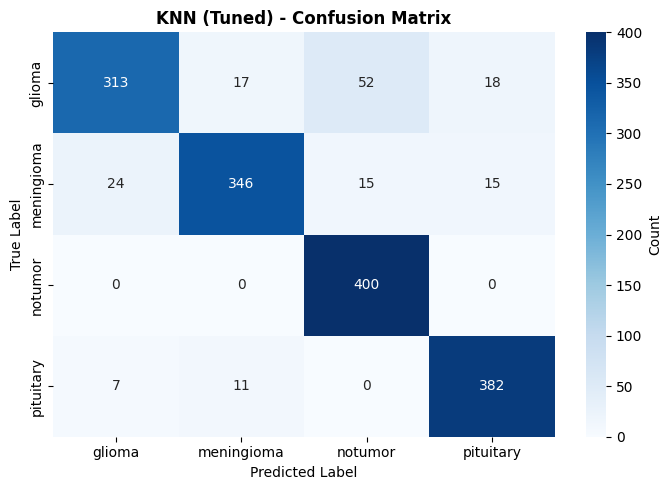 KNN (Tuned) - Confusion Matrix
True Label
glioma 313 17 52 18
meningioma 24 346 15 15
notumor 0 0 400 0
pituitary 7 11 0 382
glioma meningioma notumor pituitary
Predicted Label
400
350
300
250
200
150
100
50
0
Count